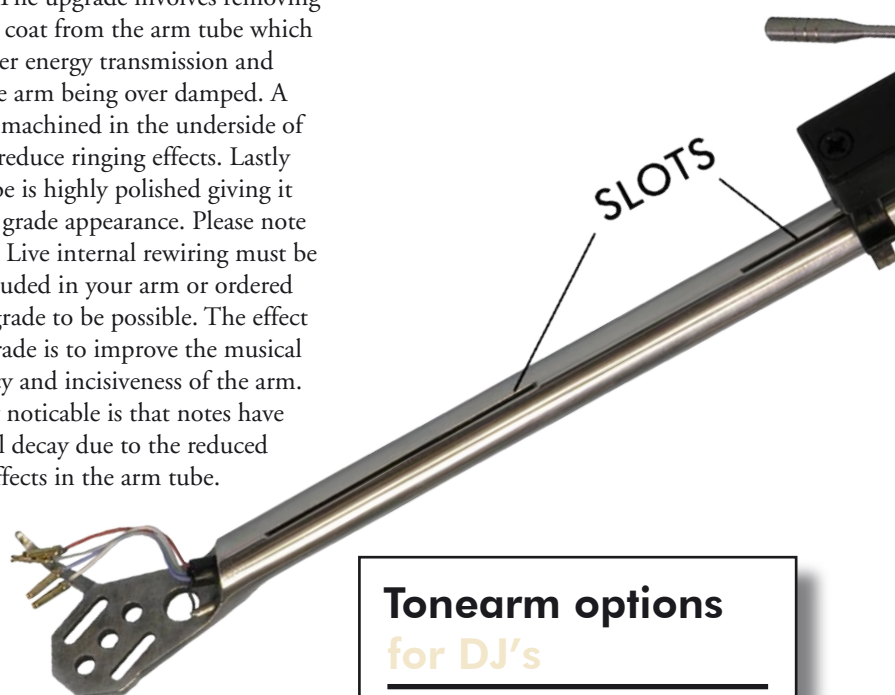 The upgrade involves removing
coat from the arm tube which
er energy transmission and
e arm being over damped. A
machined in the underside of
reduce ringing effects. Lastly
be is highly polished giving it
grade appearance. Please note
Live internal rewiring must be
uded in your arm or ordered
grade to be possible. The effect
rade is to improve the musical
cy and incisiveness of the arm.
noticable is that notes have
l decay due to the reduced
ffects in the arm tube.
SLOTS
Tonearm options
for DJ's